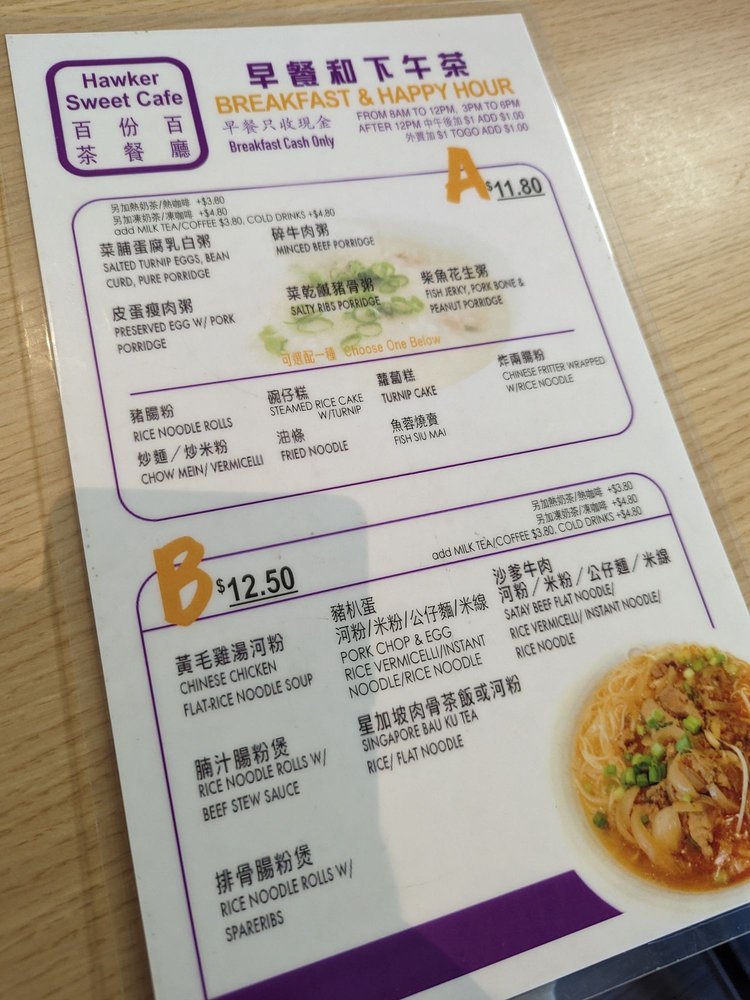 Hawker
Sweet Cafe
百份百
茶餐廳
早餐和下午茶
BREAKFAST & HAPPY HOUR
早餐只收現金
Breakfast Cash Only
FROM 8AM TO 12PM, 3PM TO 6PM
AFTER 12PM 中午後加 $1 ADD $1.00
外賣加 $1 TOGO ADD $1.00
A $11.80
另加熱奶茶/熱咖啡 +$3.80
另加凍奶茶/凍咖啡 +$4.80
add MILK TEA/COFFEE $3.80, COLD DRINKS +$4.80
菜脯蛋腐乳白粥
SALTED TURNIP EGGS, BEAN
CURD, PURE PORRIDGE
碎牛肉粥
MINCED BEEF PORRIDGE
皮蛋瘦肉粥
PRESERVED EGG W/ PORK
PORRIDGE
菜乾鹹豬骨粥
SALTY RIBS PORRIDGE
柴魚花生粥
FISH JERKY, PORK BONE &
PEANUT PORRIDGE
可選配一種 Choose One Below
豬腸粉
RICE NOODLE ROLLS
碗仔糕
STEAMED RICE CAKE
W/TURNIP
蘿蔔糕
TURNIP CAKE
炸兩腸粉
CHINESE FRITTER WRAPPED
W/RICE NOODLE
炒麵/炒米粉
CHOW MEIN/ VERMICELLI
油條
FRIED NOODLE
魚蓉燒賣
FISH SIU MAI
B $12.50
另加熱奶茶/熱咖啡 +$3.80
另加凍奶茶/凍咖啡 +$4.80
add MILK TEA/COFFEE $3.80, COLD DRINKS +$4.80
黃毛雞湯河粉
CHINESE CHICKEN
FLAT-RICE NOODLE SOUP
豬扒蛋
河粉/米粉/公仔麵/米線
PORK CHOP & EGG
RICE VERMICELLI/INSTANT
NOODLE/RICE NOODLE
沙爹牛肉
河粉/米粉/公仔麵/米線
SATAY BEEF FLAT NOODLE/
RICE VERMICELLI/ INSTANT NOODLE/
RICE NOODLE
腩汁腸粉煲
RICE NOODLE ROLLS W/
BEEF STEW SAUCE
星加坡肉骨茶飯或河粉
SINGAPORE BAU KU TEA
RICE/ FLAT NOODLE
排骨腸粉煲
RICE NOODLE ROLLS W/
SPARERIBS